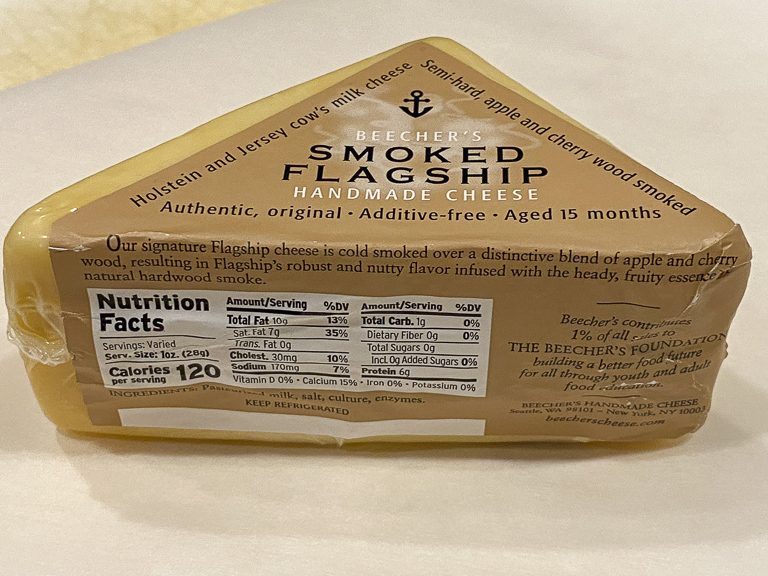 Holstein and Jersey cow's milk cheese
Semi-hard, apple and cherry wood smoked
BEECHER'S
SMOKED
FLAGSHIP
HANDMADE CHEESE
Authentic, original · Additive-free · Aged 15 months
Our signature Flagship cheese is cold smoked over a distinctive blend of apple and cherry
wood, resulting in Flagship's robust and nutty flavor infused with the heady, fruity essence
natural hardwood smoke.
Nutrition
Facts
Servings: Varied
Serv. Size: 1oz. (28g)
Calories 120
per serving
Amount/Serving %DV
Total Fat 10g 13%
Sat. Fat 7g 35%
Trans. Fat 0g
Cholest. 30mg 10%
Sodium 170mg 7%
Amount/Serving %DV
Total Carb. 1g 0%
Dietary Fiber 0g 0%
Total Sugars 0g
Incl. 0g Added Sugars 0%
Protein 6g
Vitamin D 0% · Calcium 15% · Iron 0% · Potassium 0%
INGREDIENTS: Pasteurized milk, salt, culture, enzymes.
KEEP REFRIGERATED
Beecher's contributes
1% of all sales to
THE BEECHER'S FOUNDATION
building a better food future
for all through youth and adult
food education.
BEECHER'S HANDMADE CHEESE
Seattle, WA 98101 – New York, NY 10003
beecherscheese.com